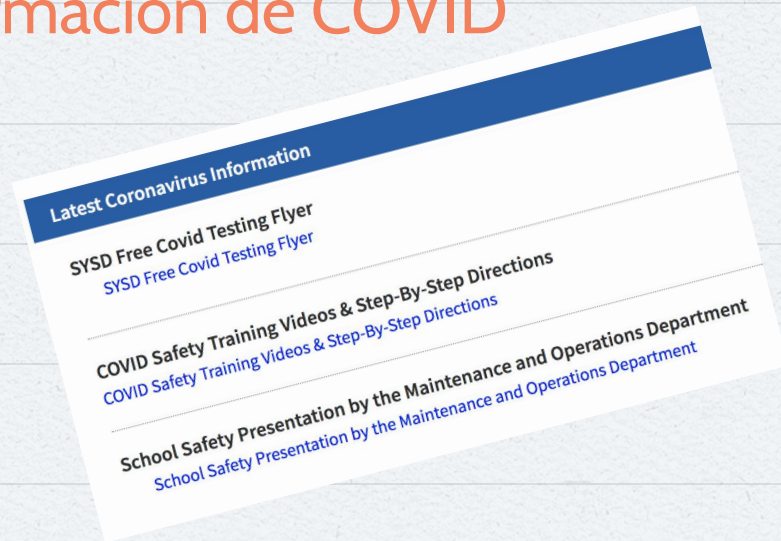 mación de COVID
Latest Coronavirus Information
SYSD Free Covid Testing Flyer
SYSD Free Covid Testing Flyer
COVID Safety Training Videos & Step-By-Step Directions
COVID Safety Training Videos & Step-By-Step Directions
School Safety Presentation by the Maintenance and Operations Department
School Safety Presentation by the Maintenance and Operations Department